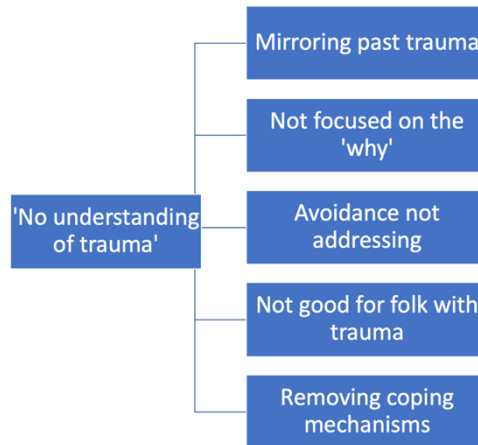 Mirroring past trauma
Not focused on the
'why'
'No understanding
of trauma'
Avoidance not
addressing
Not good for folk with
trauma
Removing coping
mechanisms